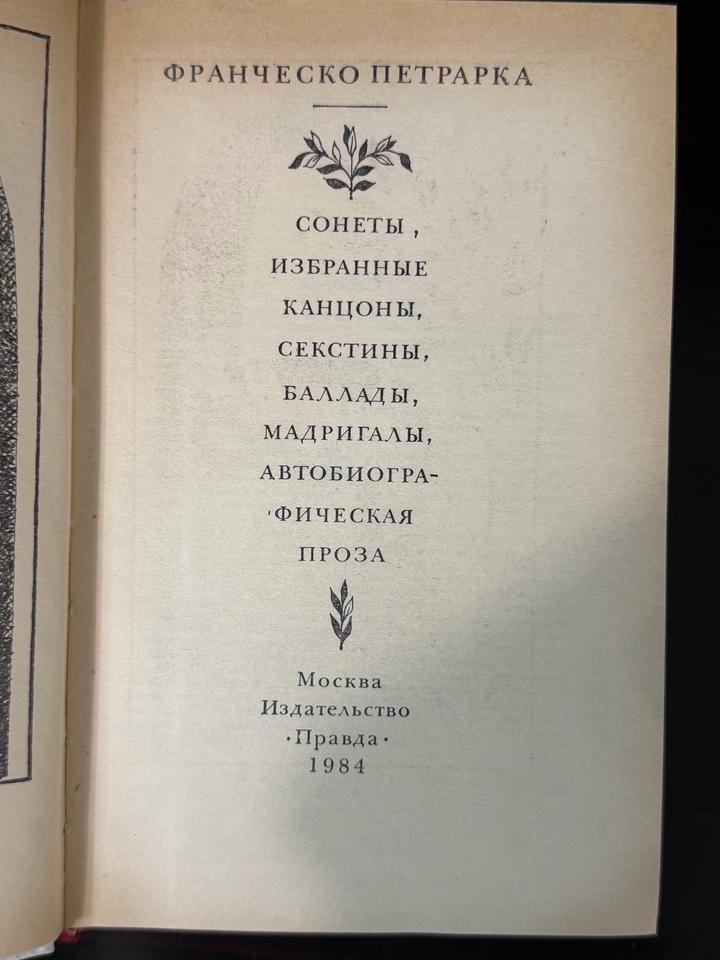 ФРАНЧЕСКО ПЕТРАРКА
СОНЕТЫ,
ИЗБРАННЫЕ
КАНЦОНЫ,
СЕКСТИНЫ,
БАЛЛАДЫ,
МАДРИГАЛЫ,
АВТОБИОГРА-
ФИЧЕСКАЯ
ПРОЗА
Москва
Издательство
·Правда·
1984